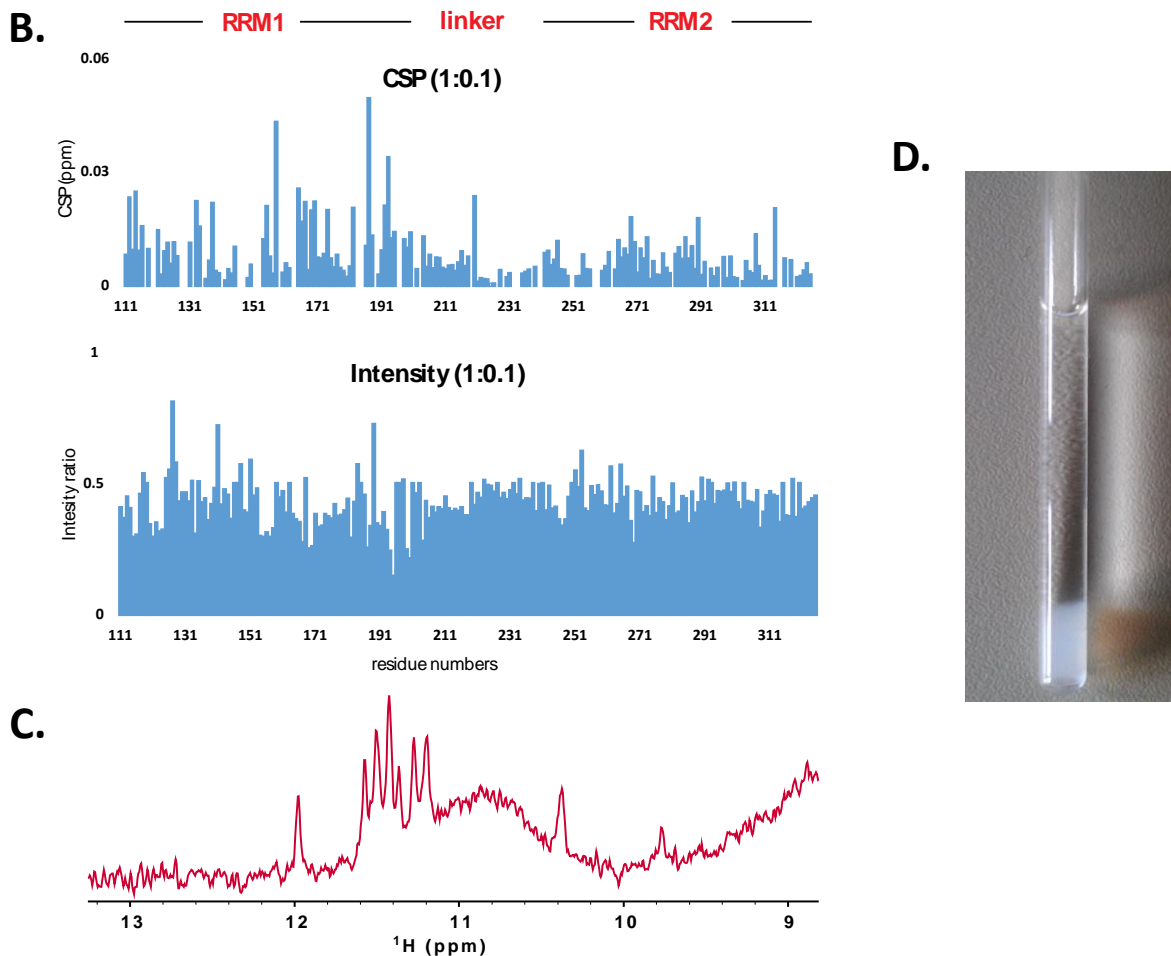 B.
RRM1 linker RRM2
CSP (1:0.1)
CSP (ppm)
0.06
0.03
0
111 131 151 171 191 211 231 251 271 291 311
D.
Intensity (1:0.1)
Intesity ratio
1
0.5
0
111 131 151 171 191 211 231 251 271 291 311
residue numbers
C.
13 12 11 10 9
1H (ppm)